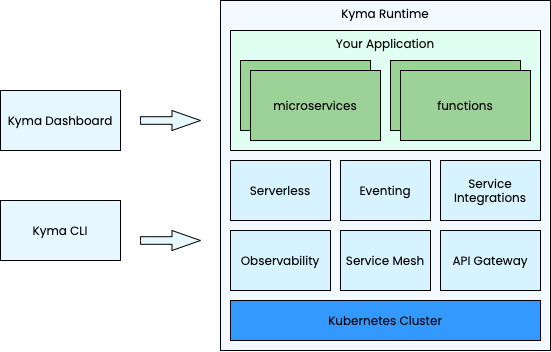 Kyma Runtime
Your Application
microservices
functions
Kyma Dashboard
Serverless
Eventing
Service
Integrations
Kyma CLI
Observability
Service Mesh
API Gateway
Kubernetes Cluster